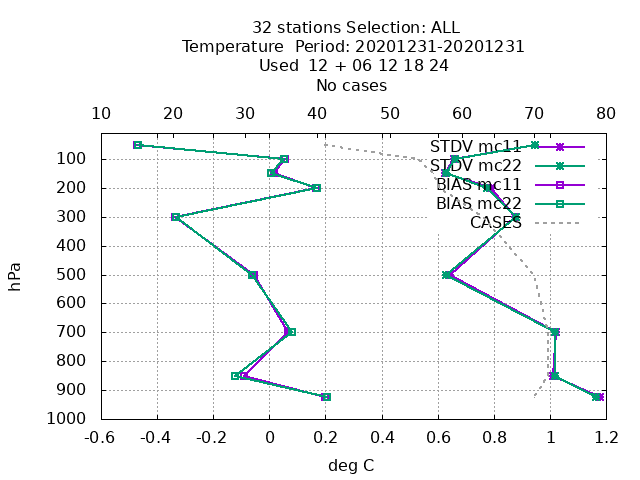 32 stations Selection: ALL
Temperature  Period: 20201231-20201231
Used  12 + 06 12 18 24
No cases
10 20 30 40 50 60 70 80
STDV mc11
100
STDV mc22
BIAS mc11
200
BIAS mc22
300
CASES
400
hPa
500
600
700
800
900
1000
-0.6 -0.4 -0.2 0 0.2 0.4 0.6 0.8 1 1.2
deg C